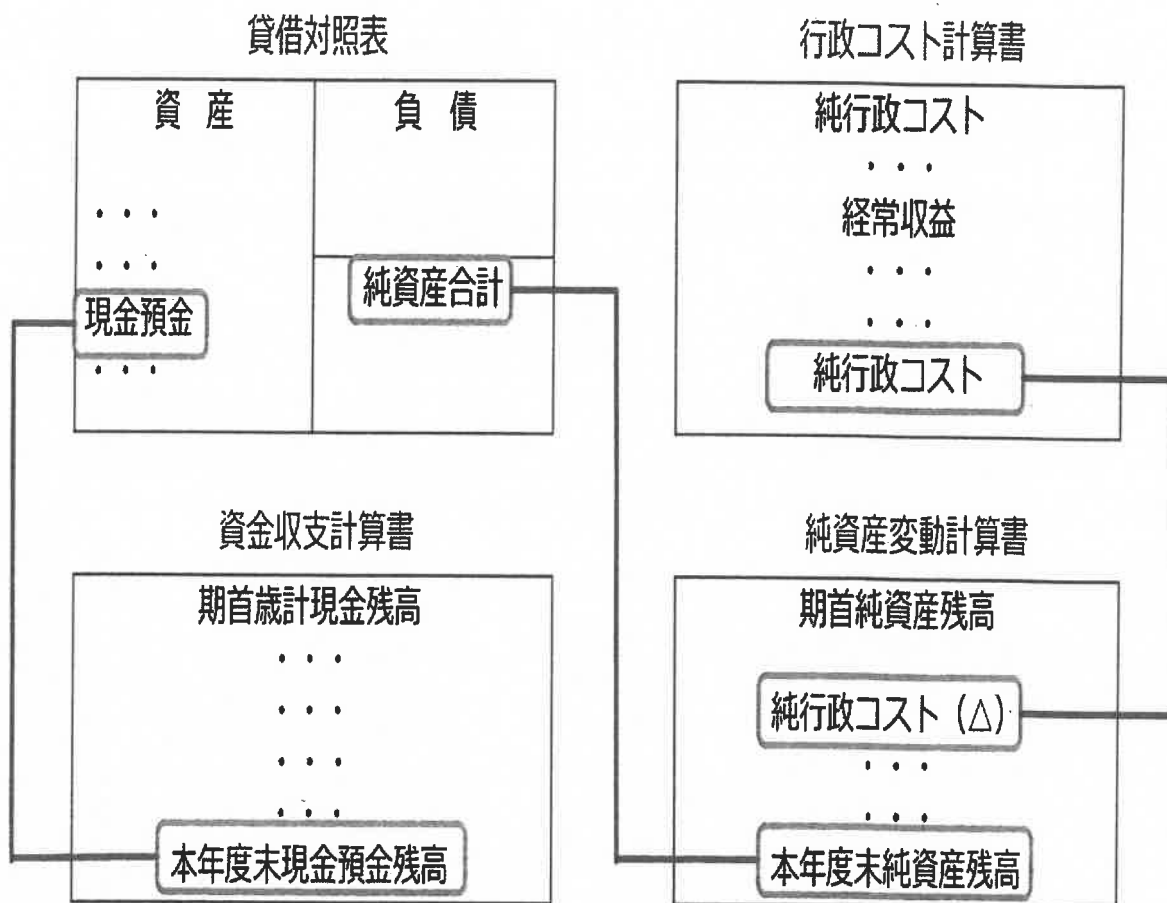 貸借対照表
資 産
負 債
・・・
・・・
現金預金
・・・
純資産合計
行政コスト計算書
純行政コスト
・・・
経常収益
・・・
・・・
純行政コスト
資金収支計算書
期首歳計現金残高
・・・
・・・
・・・
・・・
本年度末現金預金残高
純資産変動計算書
期首純資産残高
純行政コスト（△）
・・・
・・・
本年度末純資産残高